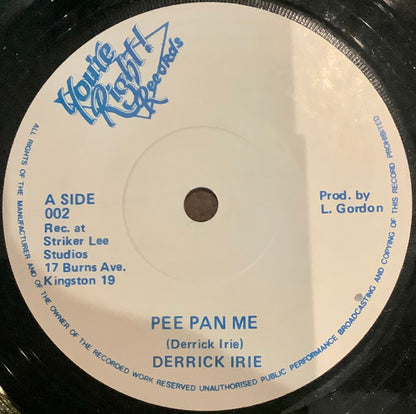 You're
Right!
Records
A SIDE
002
Rec. at
Striker Lee
Studios
17 Burns Ave.
Kingston 19
Prod. by
L. Gordon
PEE PAN ME
(Derrick Irie)
DERRICK IRIE
ALL RIGHTS OF THE MANUFACTURER AND OF THE OWNER OF THE RECORDED WORK RESERVED UNAUTHORISED PUBLIC PERFORMANCE BROADCASTING AND COPYING OF THIS RECORD PROHIBITED